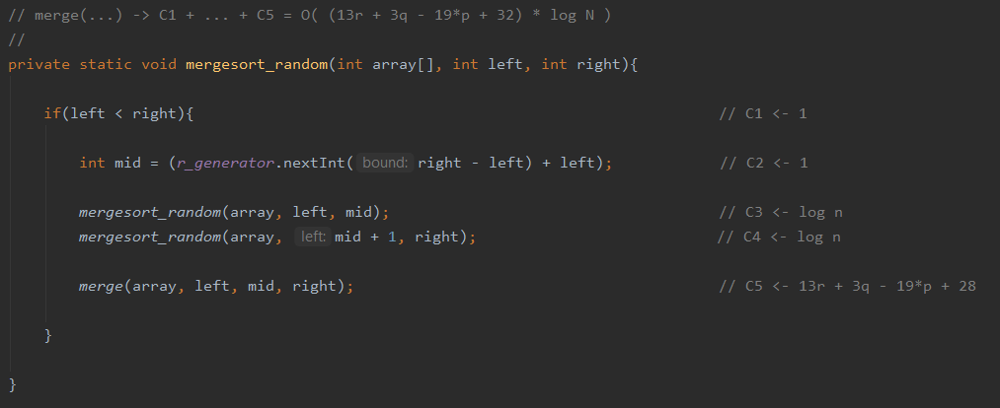 // merge(...) -> C1 + ... + C5 = O( (13r + 3q - 19*p + 32) * log N )
//
private static void mergesort_random(int array[], int left, int right){
if(left < right){ // C1 <- 1
int mid = (r_generator.nextInt( bound: right - left) + left); // C2 <- 1
mergesort_random(array, left, mid); // C3 <- log n
mergesort_random(array, left: mid + 1, right); // C4 <- log n
merge(array, left, mid, right); // C5 <- 13r + 3q - 19*p + 28
}
}